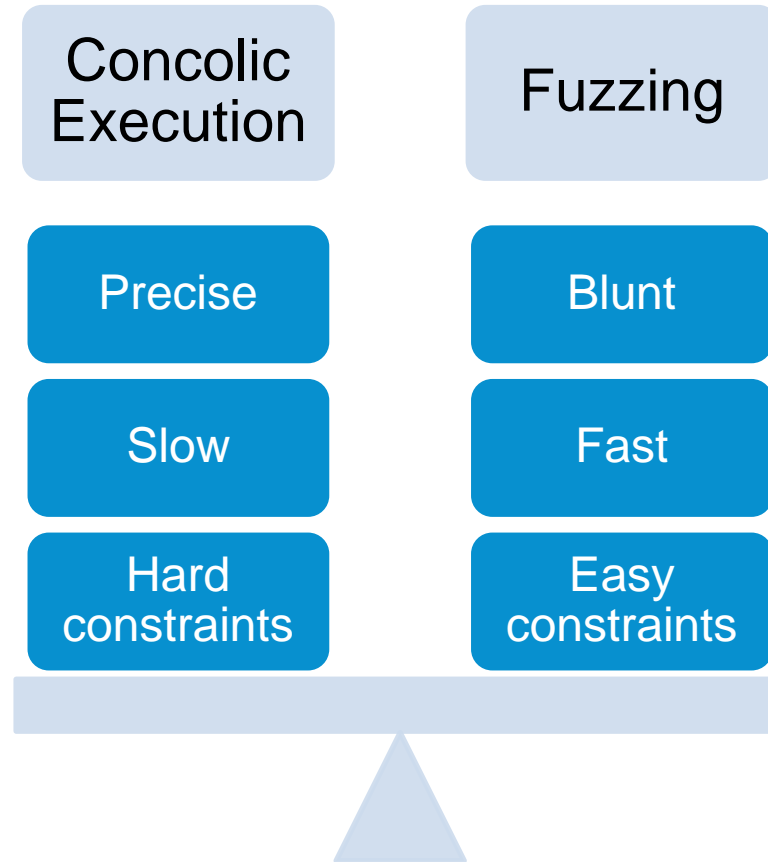 Concolic
Execution
Fuzzing
Precise
Blunt
Slow
Fast
Hard
constraints
Easy
constraints